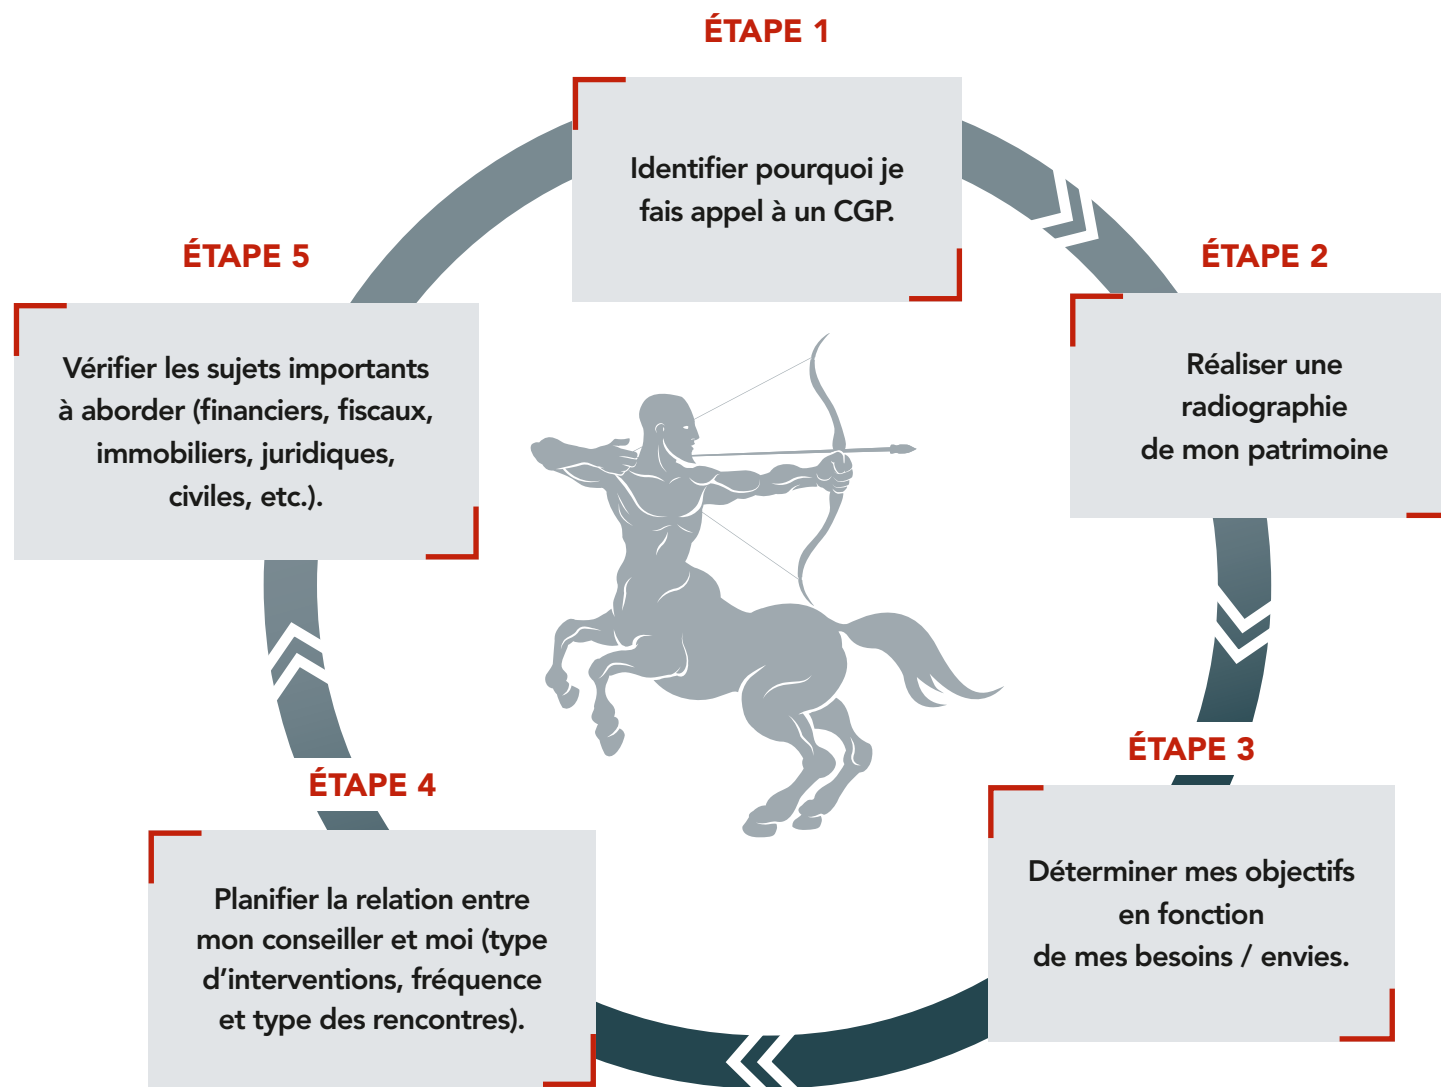 ÉTAPE 1
Identifier pourquoi je
fais appel à un CGP.
ÉTAPE 2
Réaliser une
radiographie
de mon patrimoine
ÉTAPE 3
Déterminer mes objectifs
en fonction
de mes besoins / envies.
ÉTAPE 4
Planifier la relation entre
mon conseiller et moi (type
d’interventions, fréquence
et type des rencontres).
ÉTAPE 5
Vérifier les sujets importants
à aborder (financiers, fiscaux,
immobiliers, juridiques,
civiles, etc.).